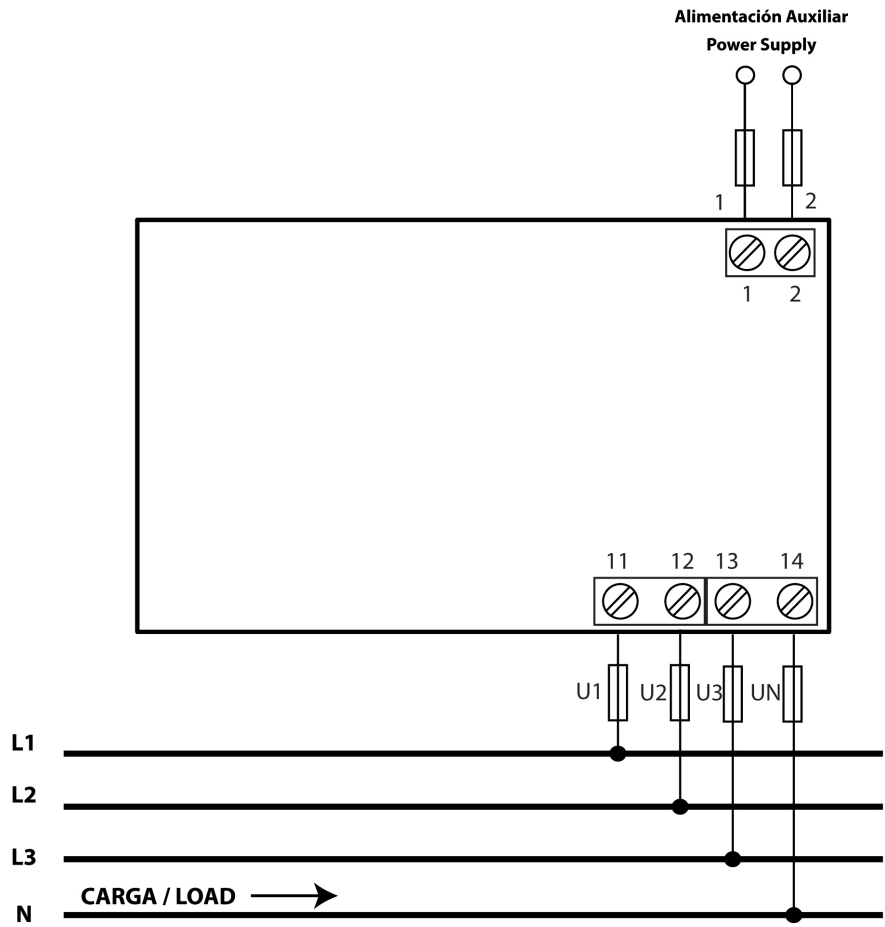 Alimentación Auxiliar
Power Supply
1 2
1 2
11 12 13 14
U1 U2 U3 UN
L1
L2
L3
CARGA / LOAD
N